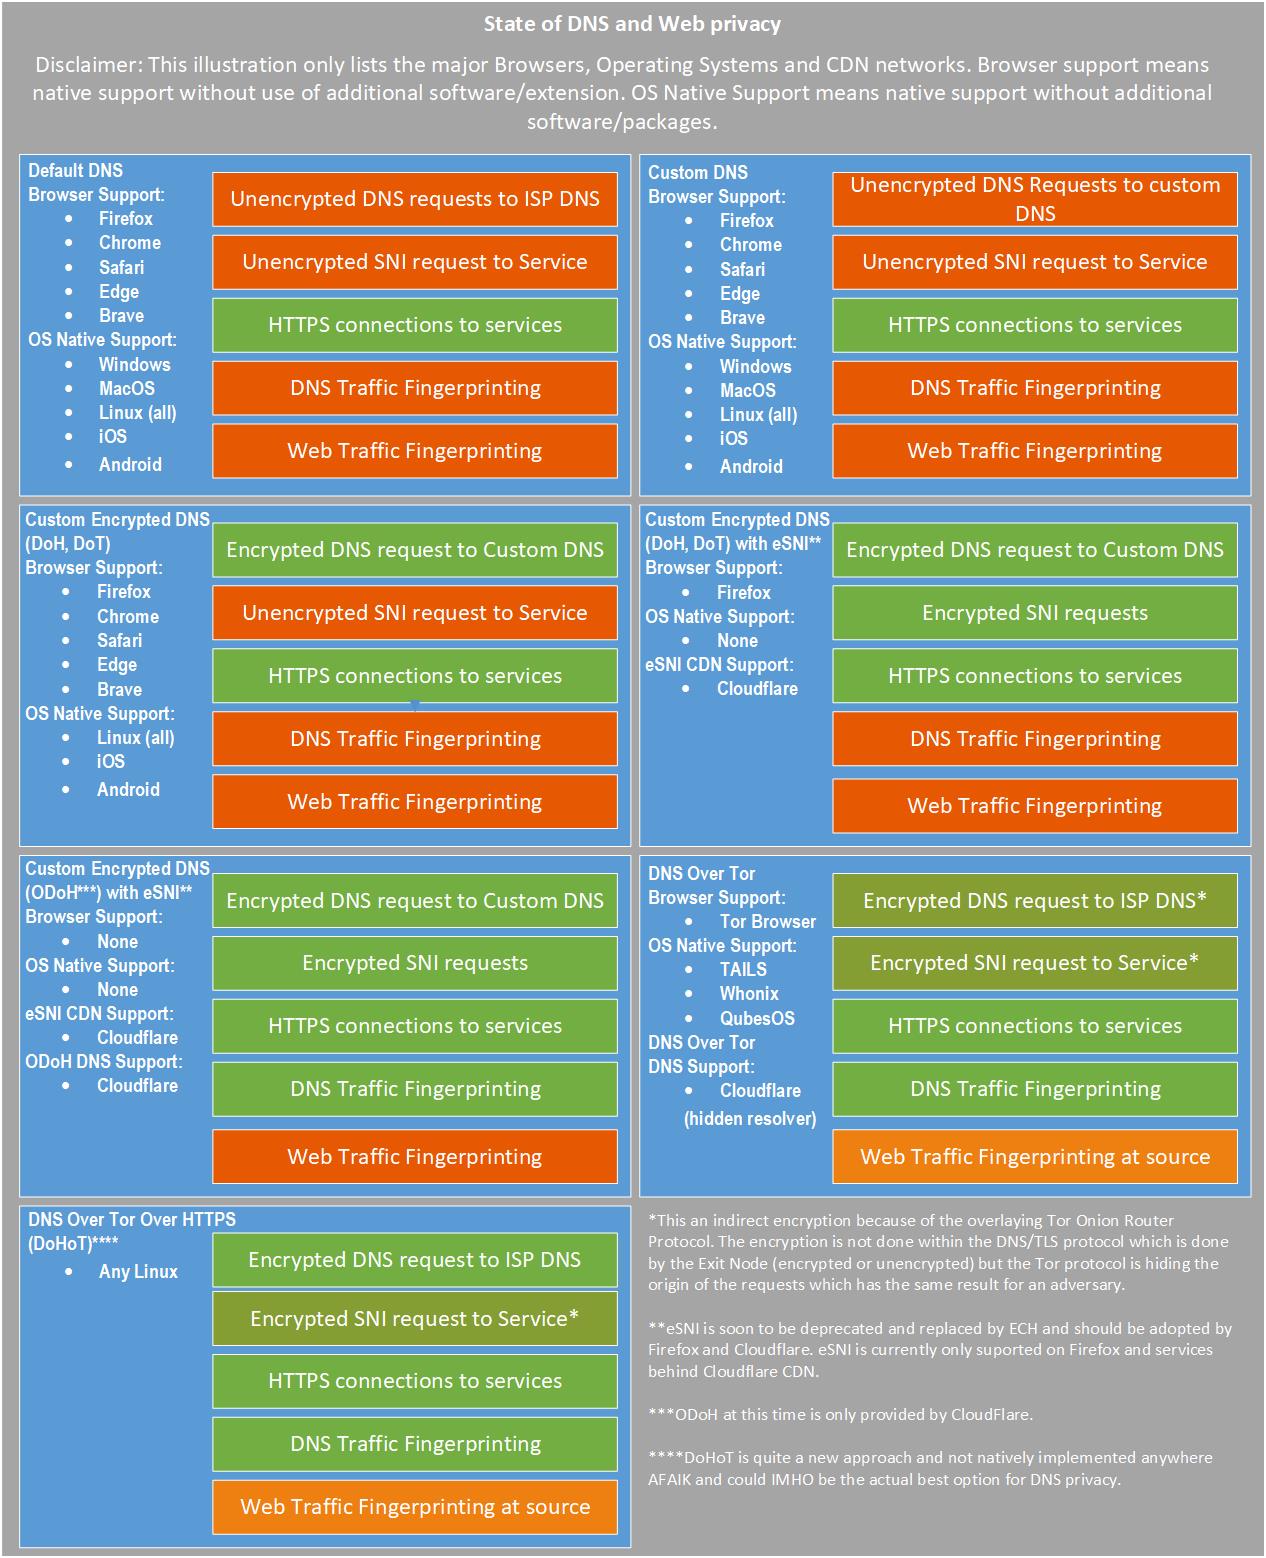 State of DNS and Web privacy
Disclaimer: This illustration only lists the major Browsers, Operating Systems and CDN networks. Browser support means
native support without use of additional software/extension. OS Native Support means native support without additional
software/packages.
Default DNS
Browser Support:
• Firefox
• Chrome
• Safari
• Edge
• Brave
OS Native Support:
• Windows
• MacOS
• Linux (all)
• iOS
• Android
Unencrypted DNS requests to ISP DNS
Unencrypted SNI request to Service
HTTPS connections to services
DNS Traffic Fingerprinting
Web Traffic Fingerprinting
Custom DNS
Browser Support:
• Firefox
• Chrome
• Safari
• Edge
• Brave
OS Native Support:
• Windows
• MacOS
• Linux (all)
• iOS
• Android
Unencrypted DNS Requests to custom
DNS
Unencrypted SNI request to Service
HTTPS connections to services
DNS Traffic Fingerprinting
Web Traffic Fingerprinting
Custom Encrypted DNS
(DoH, DoT)
Browser Support:
• Firefox
• Chrome
• Safari
• Edge
• Brave
OS Native Support:
• Linux (all)
• iOS
• Android
Encrypted DNS request to Custom DNS
Unencrypted SNI request to Service
HTTPS connections to services
DNS Traffic Fingerprinting
Web Traffic Fingerprinting
Custom Encrypted DNS
(DoH, DoT) with eSNI**
Browser Support:
• Firefox
OS Native Support:
• None
eSNI CDN Support:
• Cloudflare
Encrypted DNS request to Custom DNS
Encrypted SNI requests
HTTPS connections to services
DNS Traffic Fingerprinting
Web Traffic Fingerprinting
Custom Encrypted DNS
(ODoH***) with eSNI**
Browser Support:
• None
OS Native Support:
• None
eSNI CDN Support:
• Cloudflare
ODoH DNS Support:
• Cloudflare
Encrypted DNS request to Custom DNS
Encrypted SNI requests
HTTPS connections to services
DNS Traffic Fingerprinting
Web Traffic Fingerprinting
DNS Over Tor
Browser Support:
• Tor Browser
OS Native Support:
• TAILS
• Whonix
• QubesOS
DNS Over Tor
DNS Support:
• Cloudflare
(hidden resolver)
Encrypted DNS request to ISP DNS*
Encrypted SNI request to Service*
HTTPS connections to services
DNS Traffic Fingerprinting
Web Traffic Fingerprinting at source
DNS Over Tor Over HTTPS
(DoHoT)****
• Any Linux
Encrypted DNS request to ISP DNS
Encrypted SNI request to Service*
HTTPS connections to services
DNS Traffic Fingerprinting
Web Traffic Fingerprinting at source
*This an indirect encryption because of the overlaying Tor Onion Router
Protocol. The encryption is not done within the DNS/TLS protocol which is done
by the Exit Node (encrypted or unencrypted) but the Tor protocol is hiding the
origin of the requests which has the same result for an adversary.
**eSNI is soon to be deprecated and replaced by ECH and should be adopted by
Firefox and Cloudflare. eSNI is currently only suported on Firefox and services
behind Cloudflare CDN.
***ODoH at this time is only provided by CloudFlare.
****DoHoT is quite a new approach and not natively implemented anywhere
AFAIK and could IMHO be the actual best option for DNS privacy.